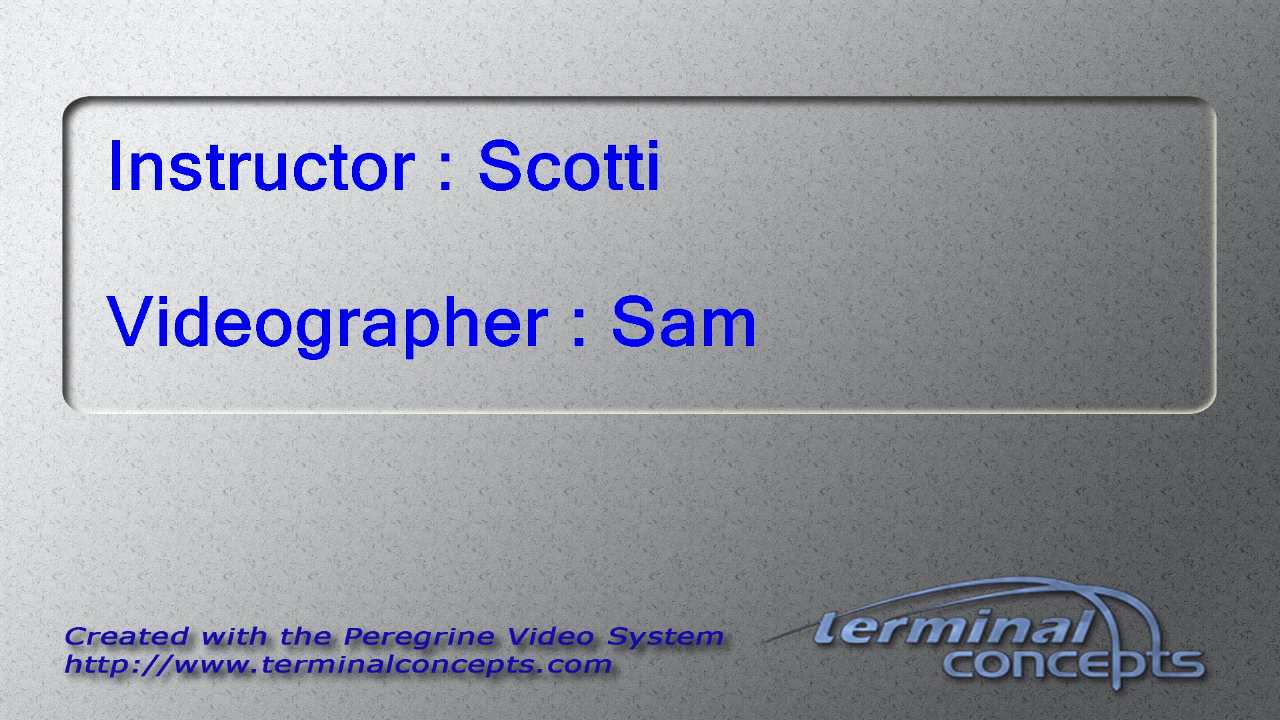 Instructor : Scotti
Videographer : Sam
Created with the Peregrine Video System
http://www.terminalconcepts.com
terminal
concepts